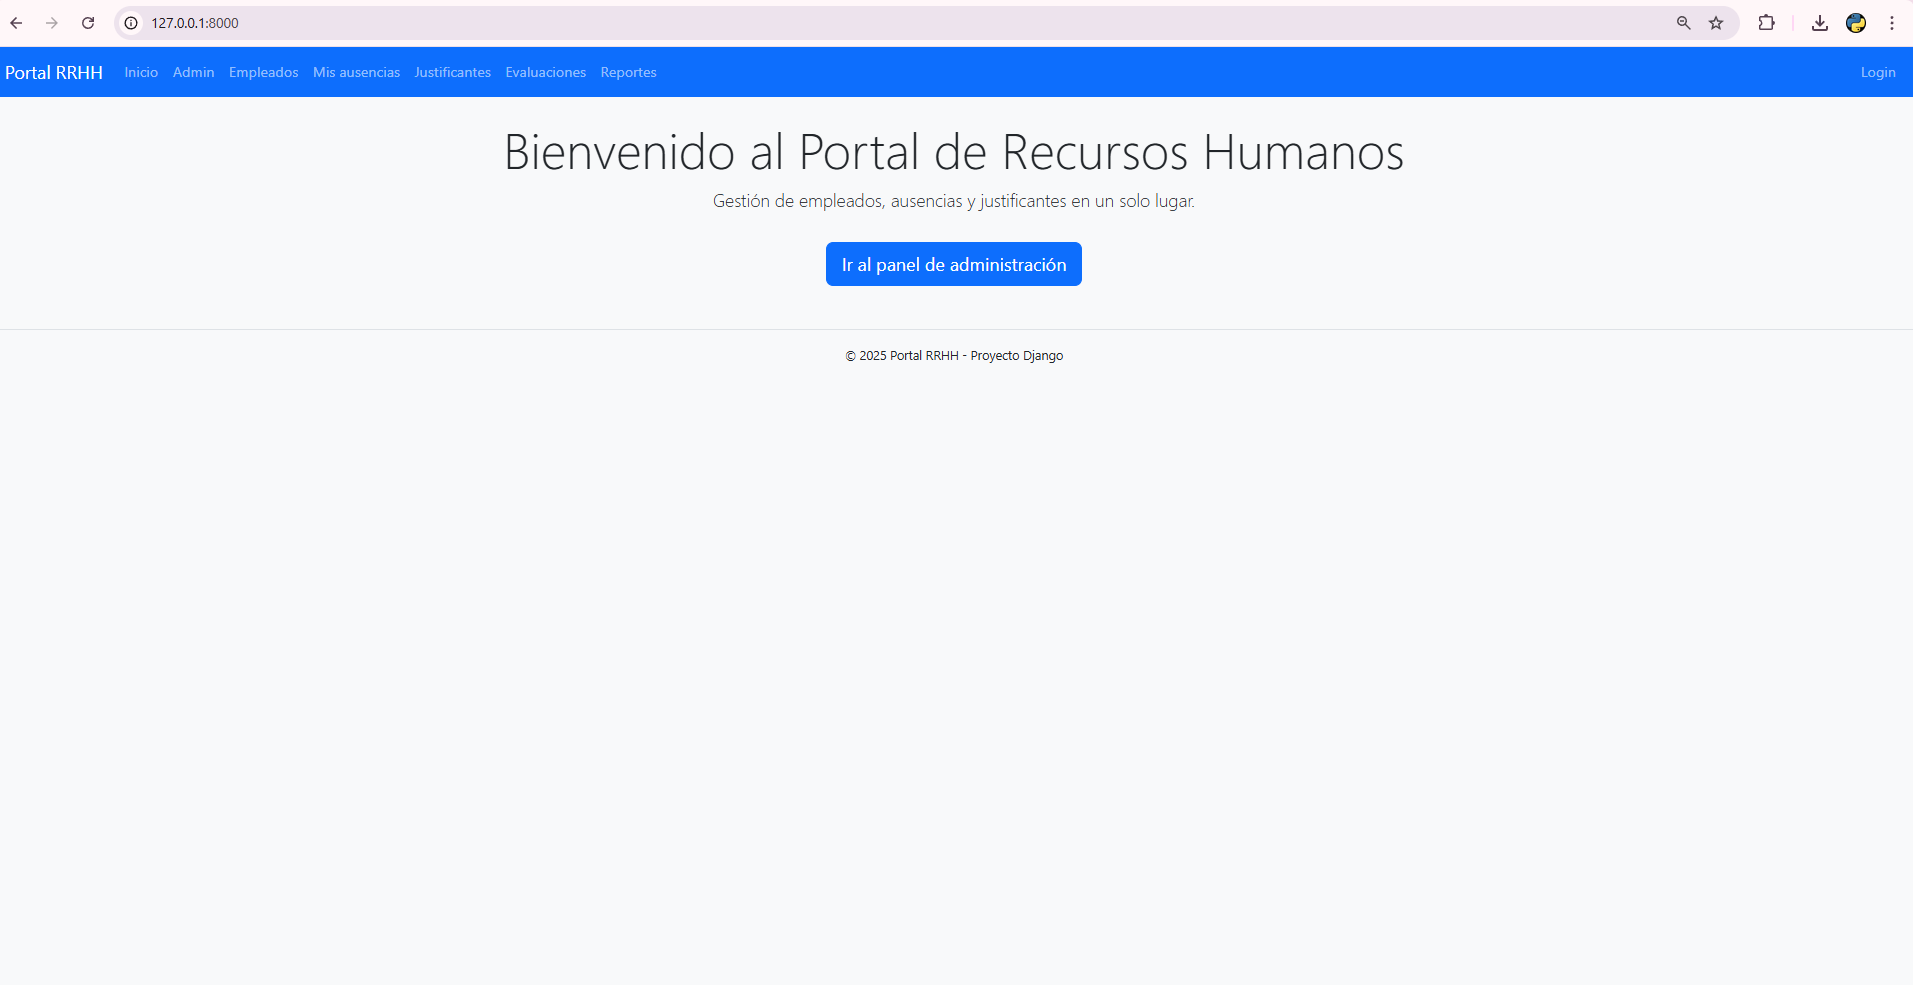 127.0.0.1:8000
Portal RRHH Inicio Admin Empleados Mis ausencias Justificantes Evaluaciones Reportes Login
Bienvenido al Portal de Recursos Humanos
Gestión de empleados, ausencias y justificantes en un solo lugar.
Ir al panel de administración
© 2025 Portal RRHH - Proyecto Django